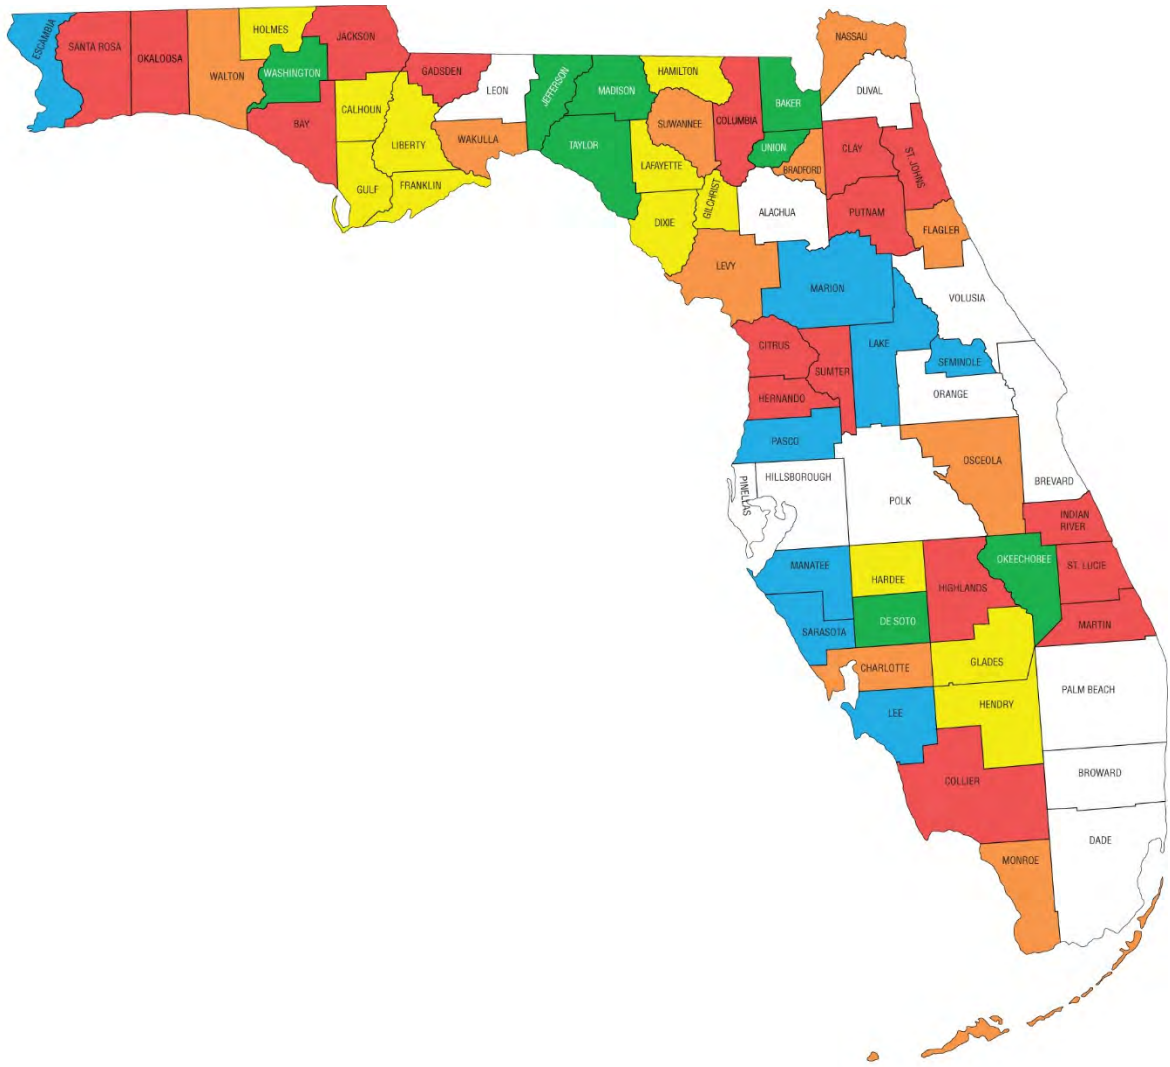 ESCAMBIA
SANTA ROSA
OKALOOSA
WALTON
HOLMES
WASHINGTON
JACKSON
BAY
CALHOUN
GULF
LIBERTY
FRANKLIN
GADSDEN
LEON
WAKULLA
JEFFERSON
MADISON
TAYLOR
HAMILTON
SUWANNEE
LAFAYETTE
DIXIE
GILCHRIST
COLUMBIA
BAKER
UNION
BRADFORD
NASSAU
DUVAL
CLAY
ST. JOHNS
ALACHUA
PUTNAM
FLAGLER
LEVY
MARION
VOLUSIA
CITRUS
SUMTER
LAKE
SEMINOLE
HERNANDO
ORANGE
PASCO
OSCEOLA
PINELLAS
HILLSBOROUGH
POLK
BREVARD
INDIAN
RIVER
MANATEE
HARDEE
HIGHLANDS
OKEECHOBEE
ST. LUCIE
SARASOTA
DE SOTO
MARTIN
CHARLOTTE
GLADES
LEE
HENDRY
PALM BEACH
COLLIER
BROWARD
MONROE
DADE